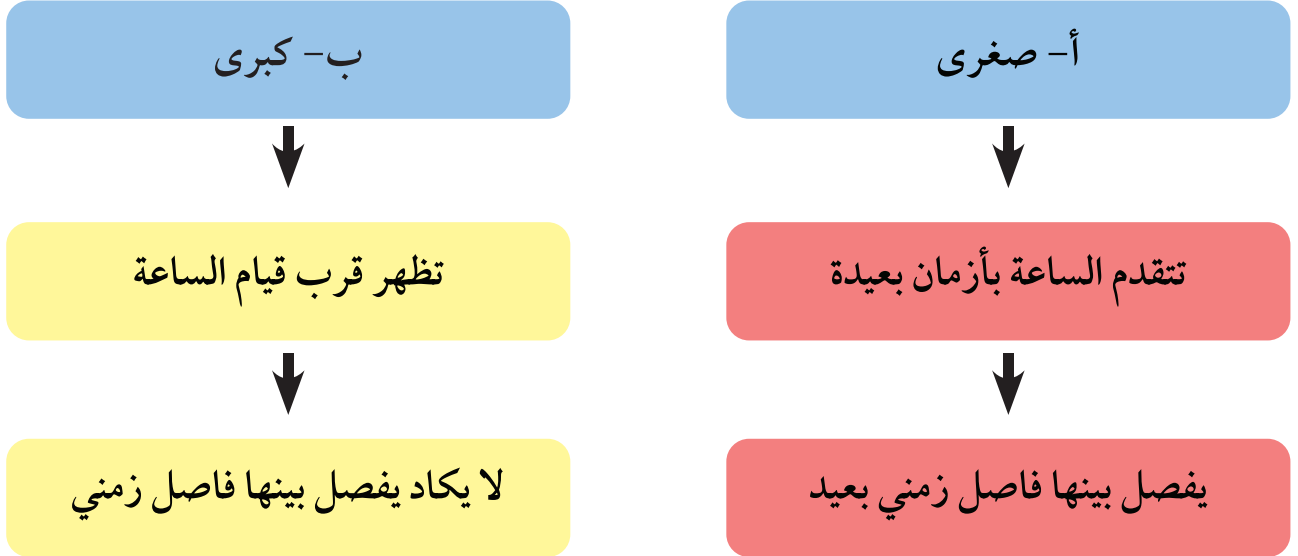 أ- صغرى
ب- كبرى
تتقدم الساعة بأزمان بعيدة
تظهر قرب قيام الساعة
يفصل بينها فاصل زمني بعيد
لا يكاد يفصل بينها فاصل زمني